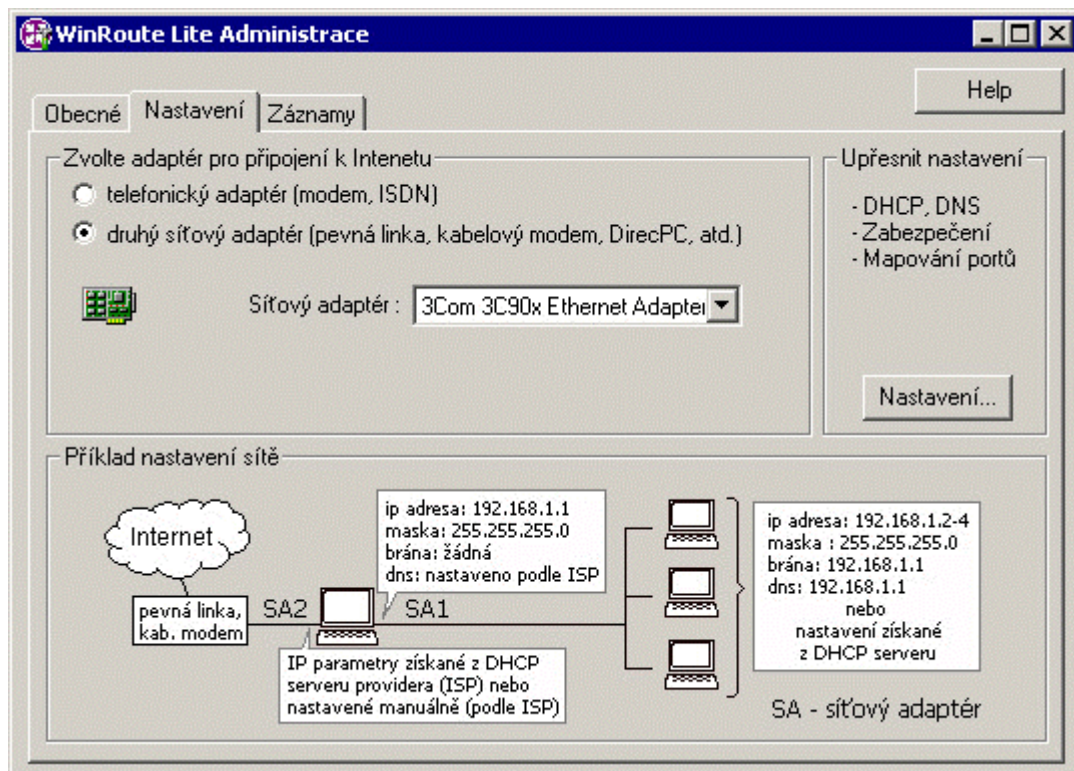 WinRoute Lite Administrace
Help
Obecné
Nastavení
Záznamy
Zvolte adaptér pro připojení k Intenetu
telefonický adaptér (modem, ISDN)
druhý síťový adaptér (pevná linka, kabelový modem, DirecPC, atd.)
Síťový adaptér :
3Com 3C90x Ethernet Adapter
Upřesnit nastavení
- DHCP, DNS
- Zabezpečení
- Mapování portů
Nastavení...
Příklad nastavení sítě
Internet
pevná linka,
kab. modem
SA2
ip adresa: 192.168.1.1
maska: 255.255.255.0
brána: žádná
dns: nastaveno podle ISP
SA1
IP parametry získané z DHCP
serveru providera (ISP) nebo
nastavené manuálně (podle ISP)
ip adresa: 192.168.1.2-4
maska : 255.255.255.0
brána: 192.168.1.1
dns: 192.168.1.1
nebo
nastavení získané
z DHCP serveru
SA - síťový adaptér